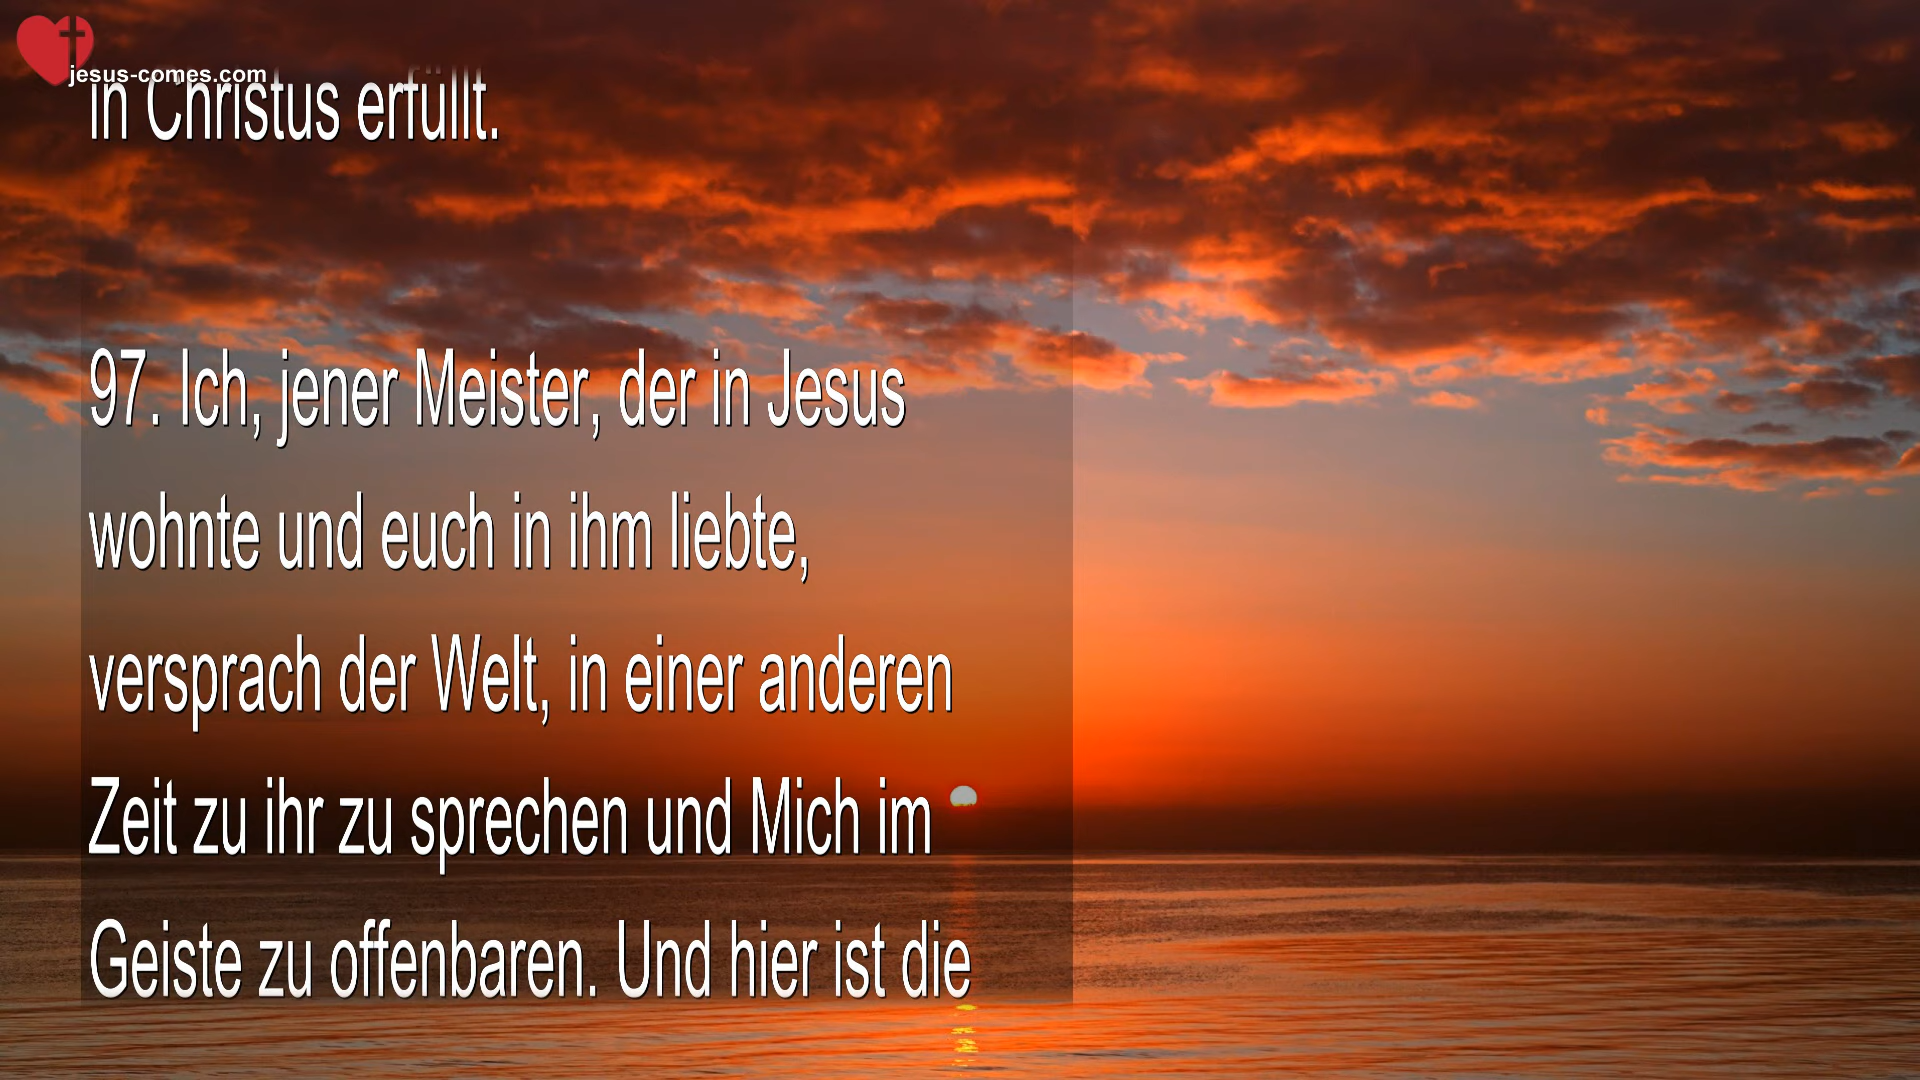 jesus-comes.com
in Christus erfüllt.
97. Ich, jener Meister, der in Jesus
wohnte und euch in ihm liebte,
versprach der Welt, in einer anderen
Zeit zu ihr zu sprechen und Mich im
Geiste zu offenbaren. Und hier ist die